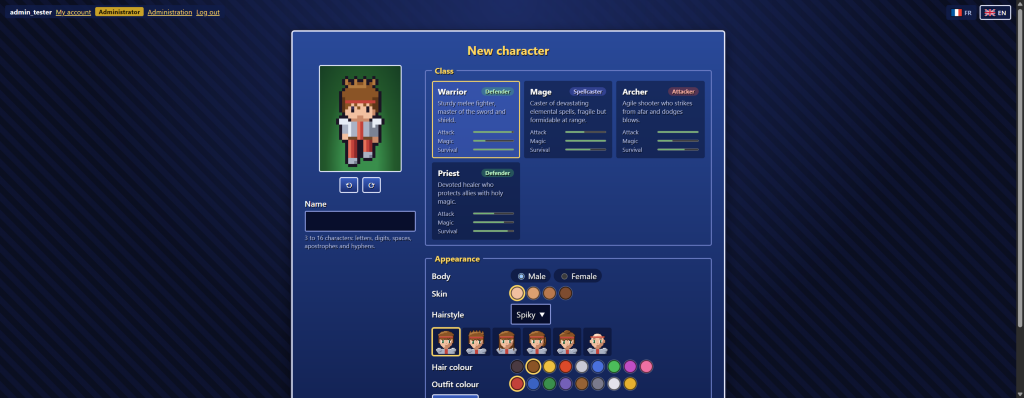 admin_tester My account Administrator Administration Log out
FR EN
New character
Class
Warrior Defender
Sturdy melee fighter,
master of the sword and
shield.
Attack
Magic
Survival
Mage Spellcaster
Caster of devastating
elemental spells, fragile but
formidable at range.
Attack
Magic
Survival
Archer Attacker
Agile shooter who strikes
from afar and dodges
blows.
Attack
Magic
Survival
Priest Defender
Devoted healer who
protects allies with holy
magic.
Attack
Magic
Survival
Name
3 to 16 characters: letters, digits, spaces,
apostrophes and hyphens.
Appearance
Body Male Female
Skin
Hairstyle Spiky
Hair colour
Outfit colour